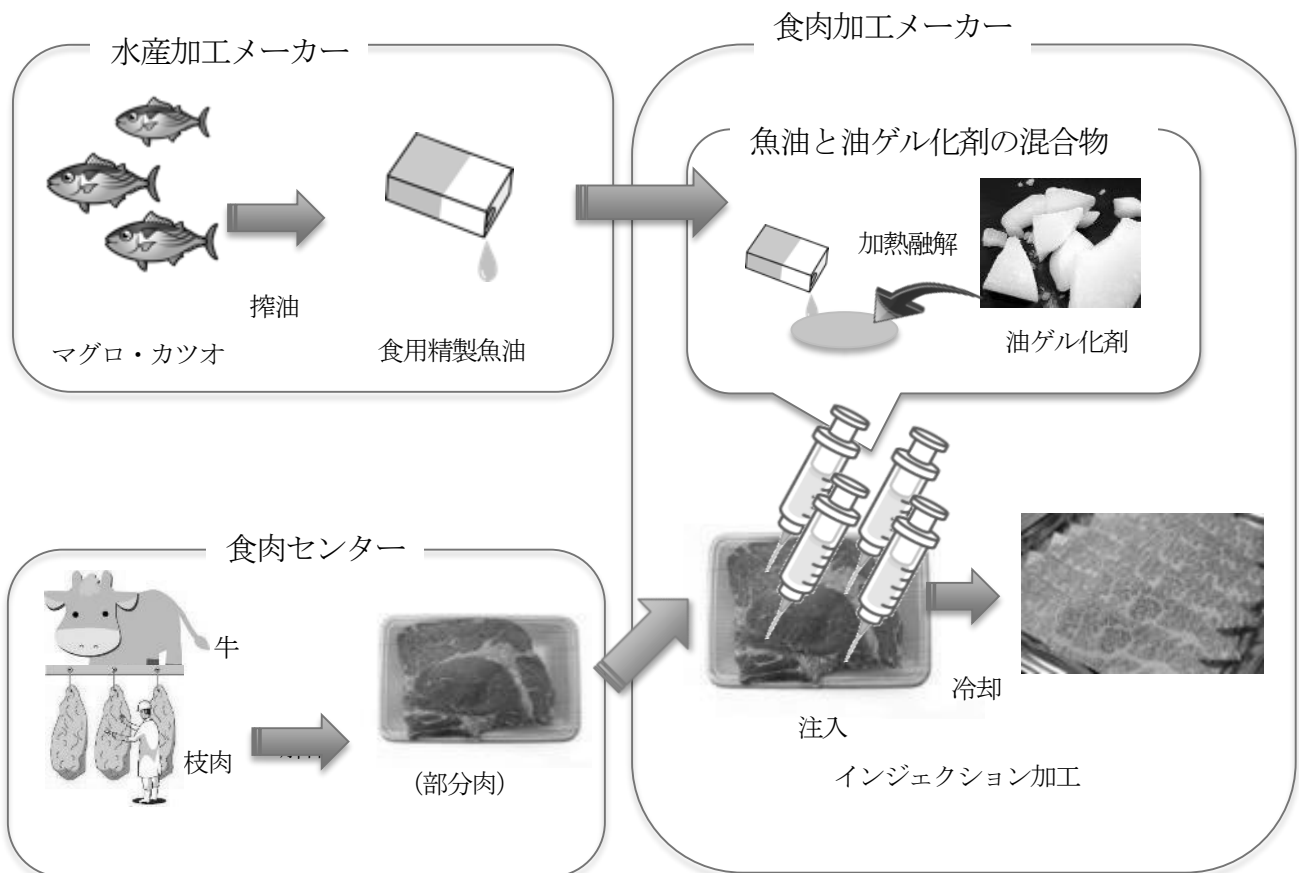 水産加工メーカー
マグロ・カツオ
搾油
食用精製魚油
食肉加工メーカー
魚油と油ゲル化剤の混合物
加熱融解
油ゲル化剤
食肉センター
牛
枝肉
(部分肉)
注入
冷却
インジェクション加工